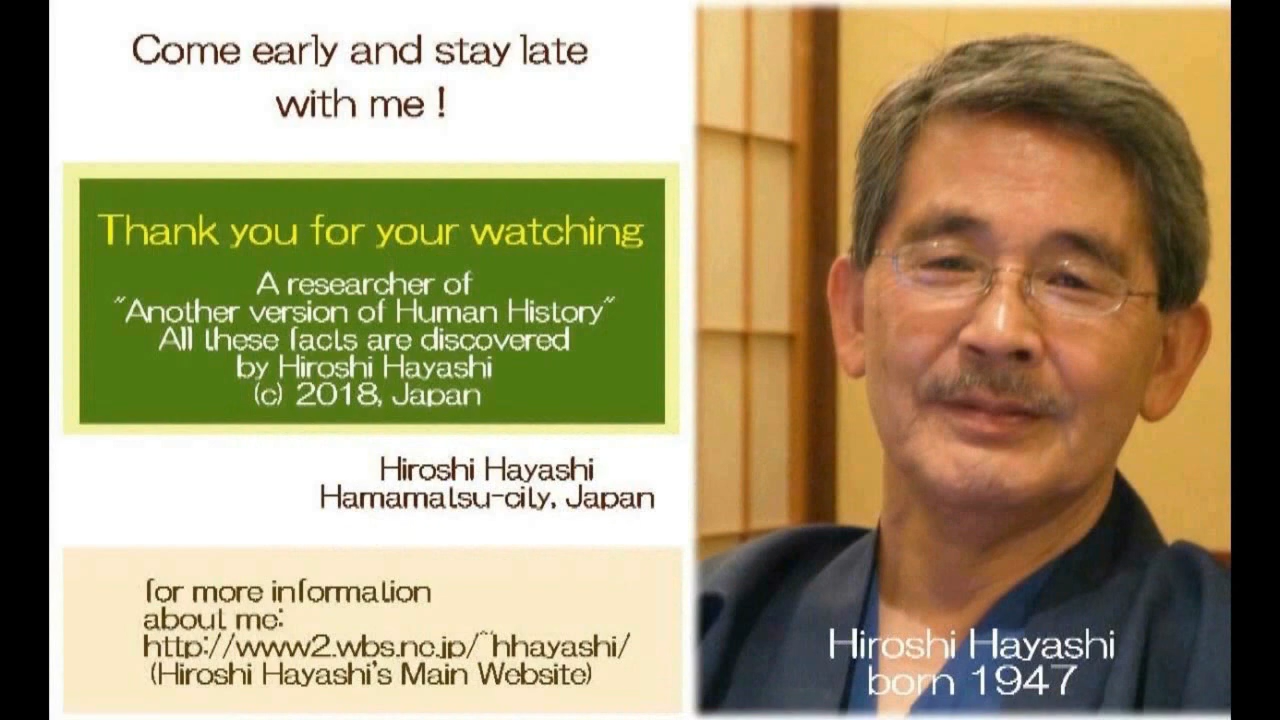 Come early and stay late
with me !
Thank you for your watching
A researcher of
"Another version of Human History"
All these facts are discovered
by Hiroshi Hayashi
(c) 2018, Japan
Hiroshi Hayashi
Hamamatsu-city, Japan
for more information
about me:
http://www2.wbs.ne.jp/~hhayashi/
(Hiroshi Hayashi's Main Website)
Hiroshi Hayashi
born 1947